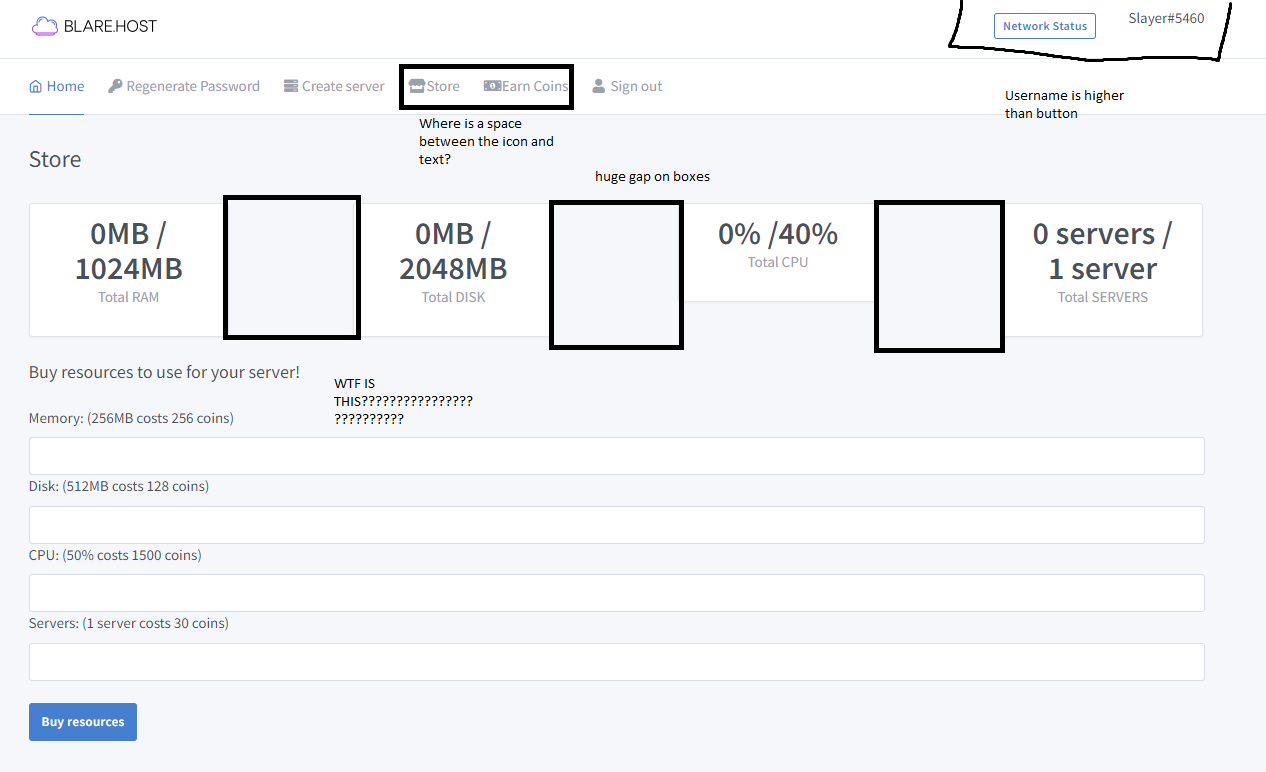 BLARE.HOST
Network Status
Slayer#5460
Home
Regenerate Password
Create server
Store
Earn Coins
Sign out
Username is higher
than button
Where is a space
between the icon and
text?
Store
huge gap on boxes
0MB /
1024MB
Total RAM
0MB /
2048MB
Total DISK
0% /40%
Total CPU
0 servers /
1 server
Total SERVERS
Buy resources to use for your server!
WTF IS
THIS???????????????
??????????
Memory: (256MB costs 256 coins)
Disk: (512MB costs 128 coins)
CPU: (50% costs 1500 coins)
Servers: (1 server costs 30 coins)
Buy resources